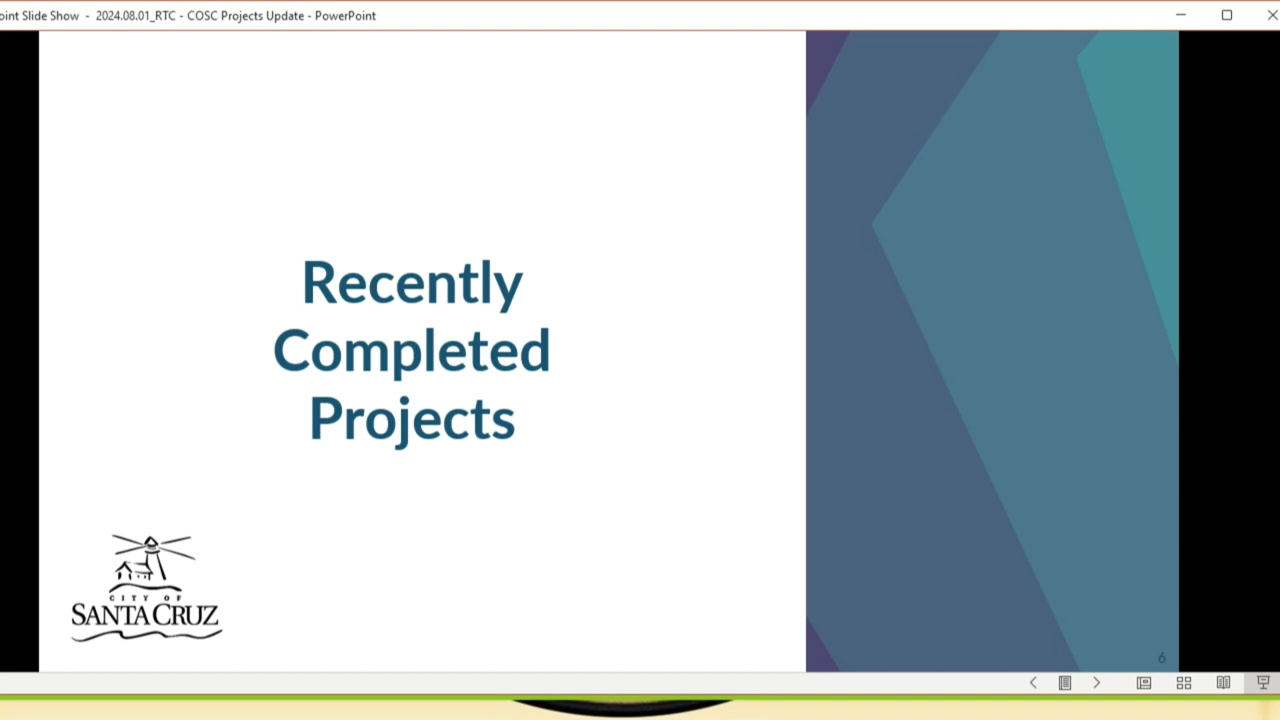 oint Slide Show - 2024.08.01_RTC - COSC Projects Update - PowerPoint
Recently
Completed
Projects
CITY OF
SANTA CRUZ
6